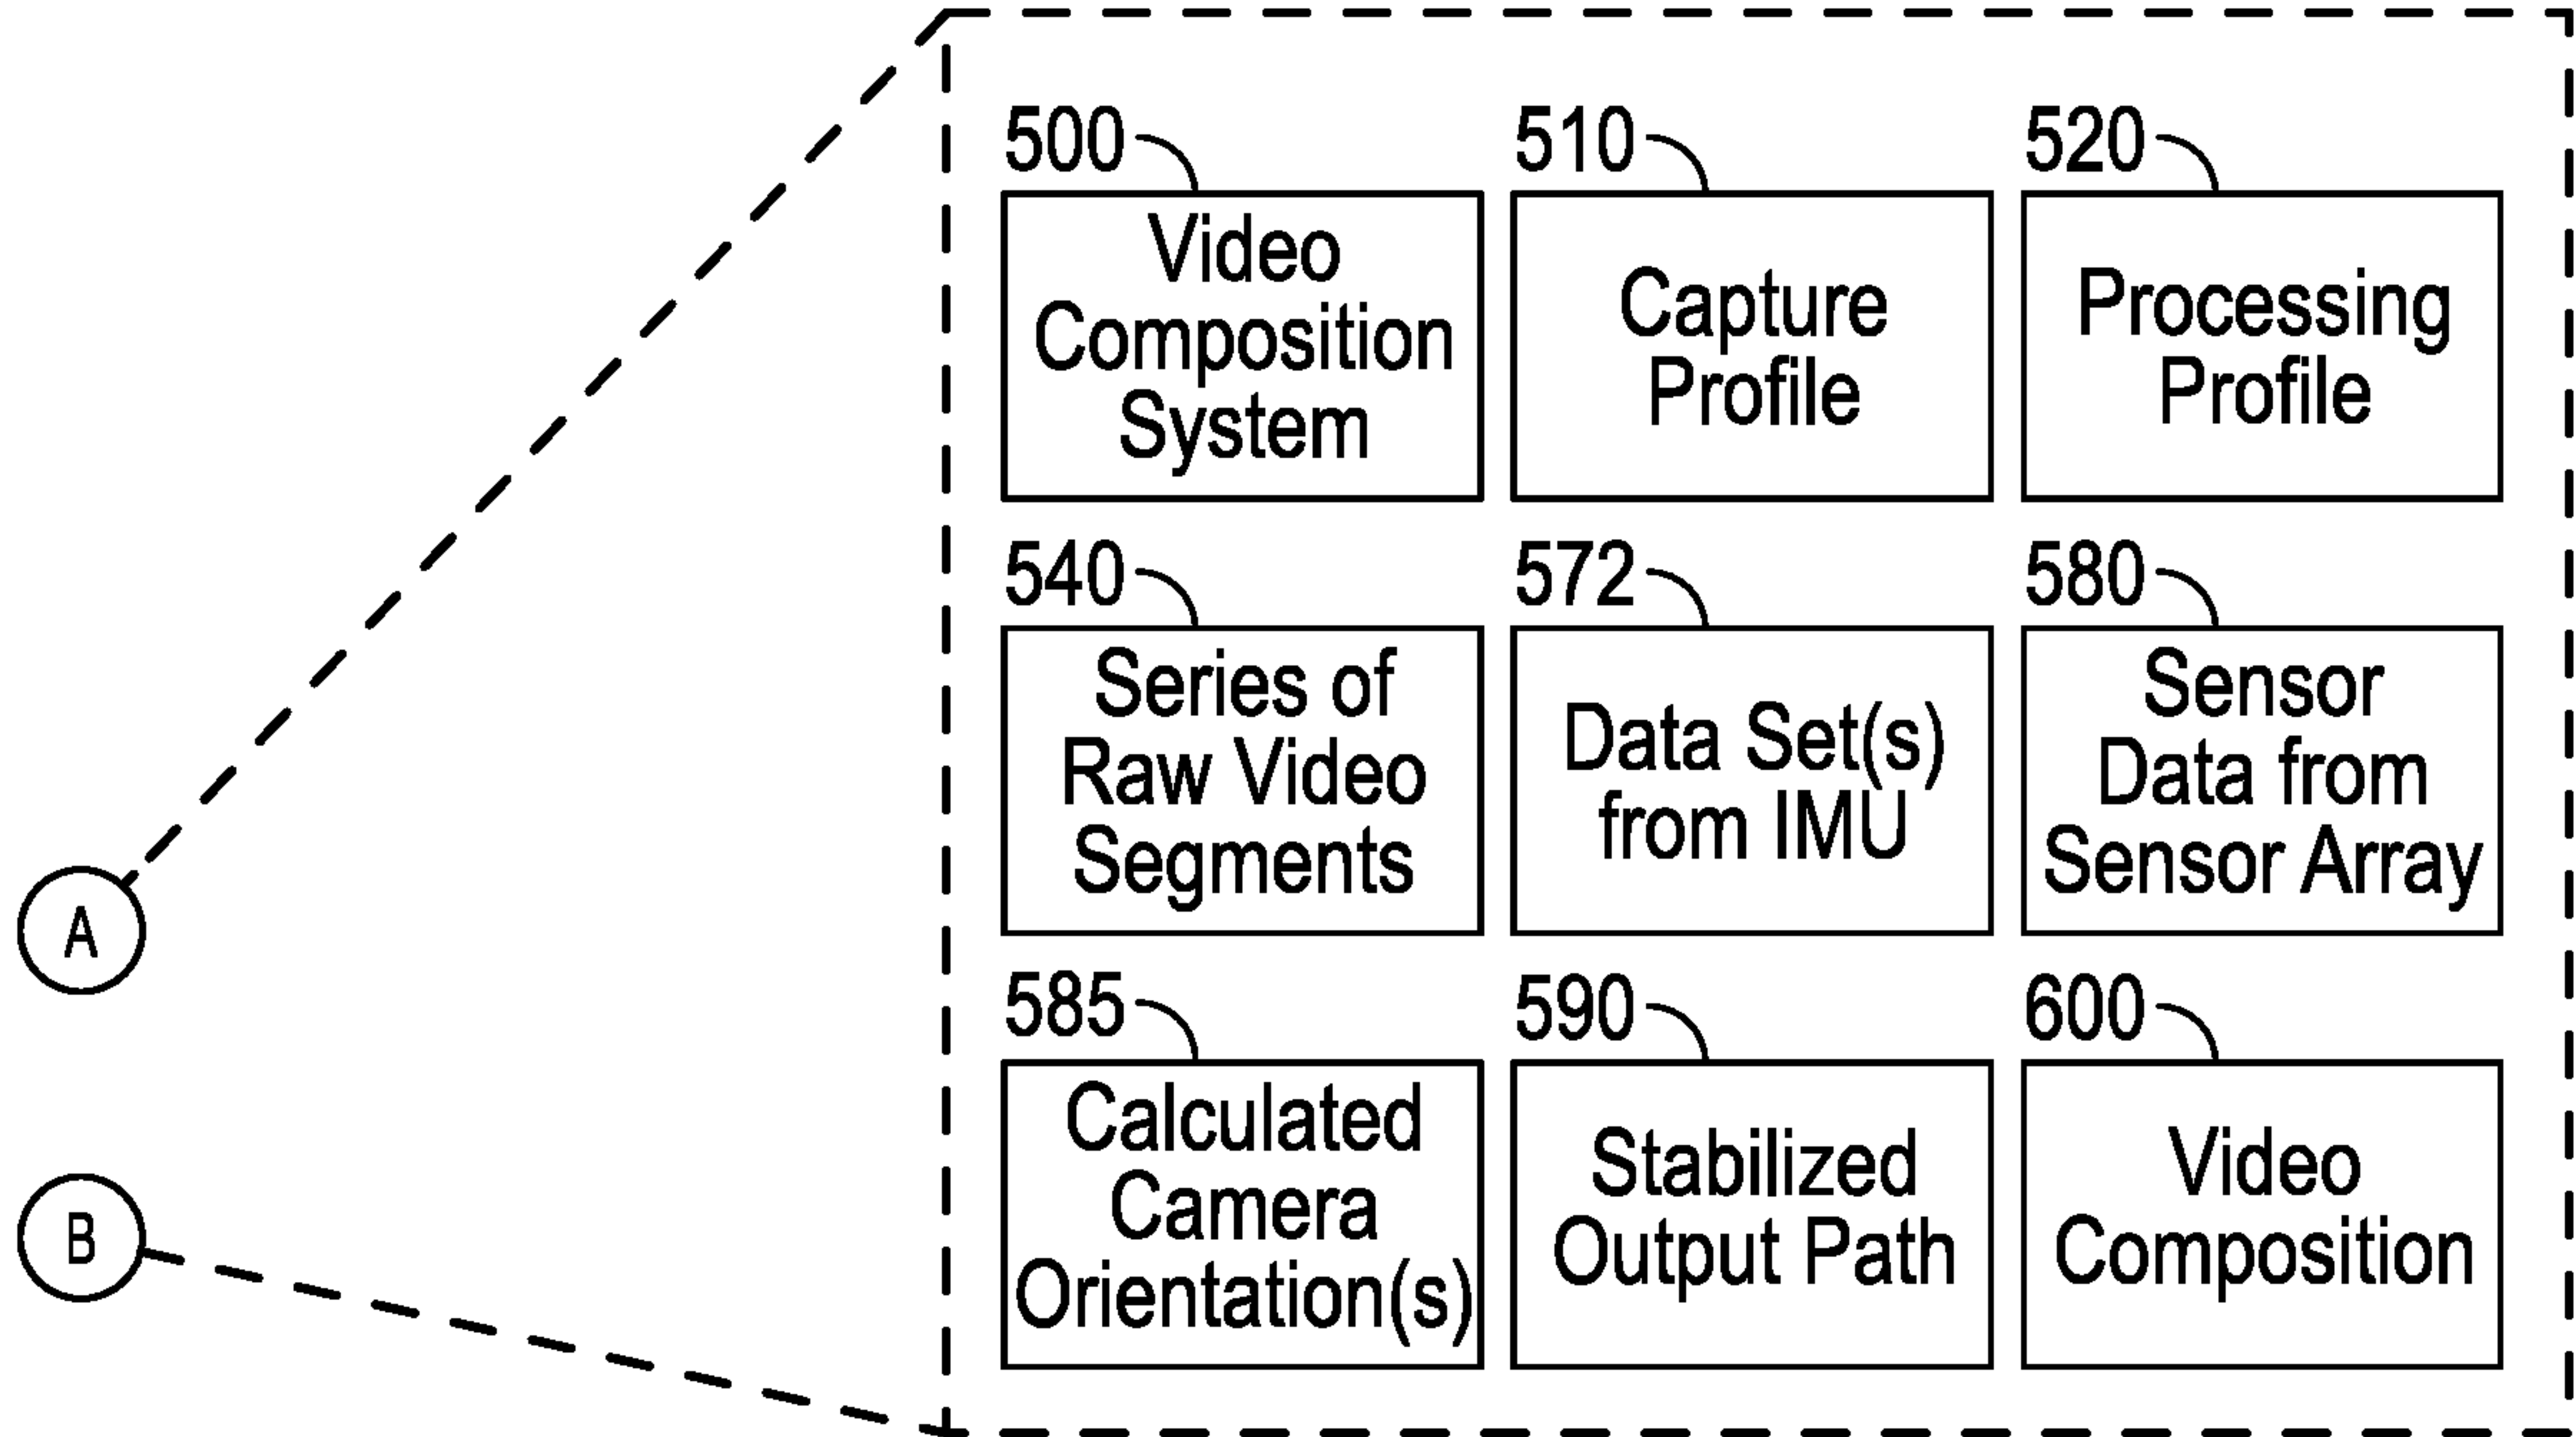 500
Video
Composition
System
510
Capture
Profile
520
Processing
Profile
540
Series of
Raw Video
Segments
572
Data Set(s)
from IMU
580
Sensor
Data from
Sensor Array
585
Calculated
Camera
Orientation(s)
590
Stabilized
Output Path
600
Video
Composition
A
B